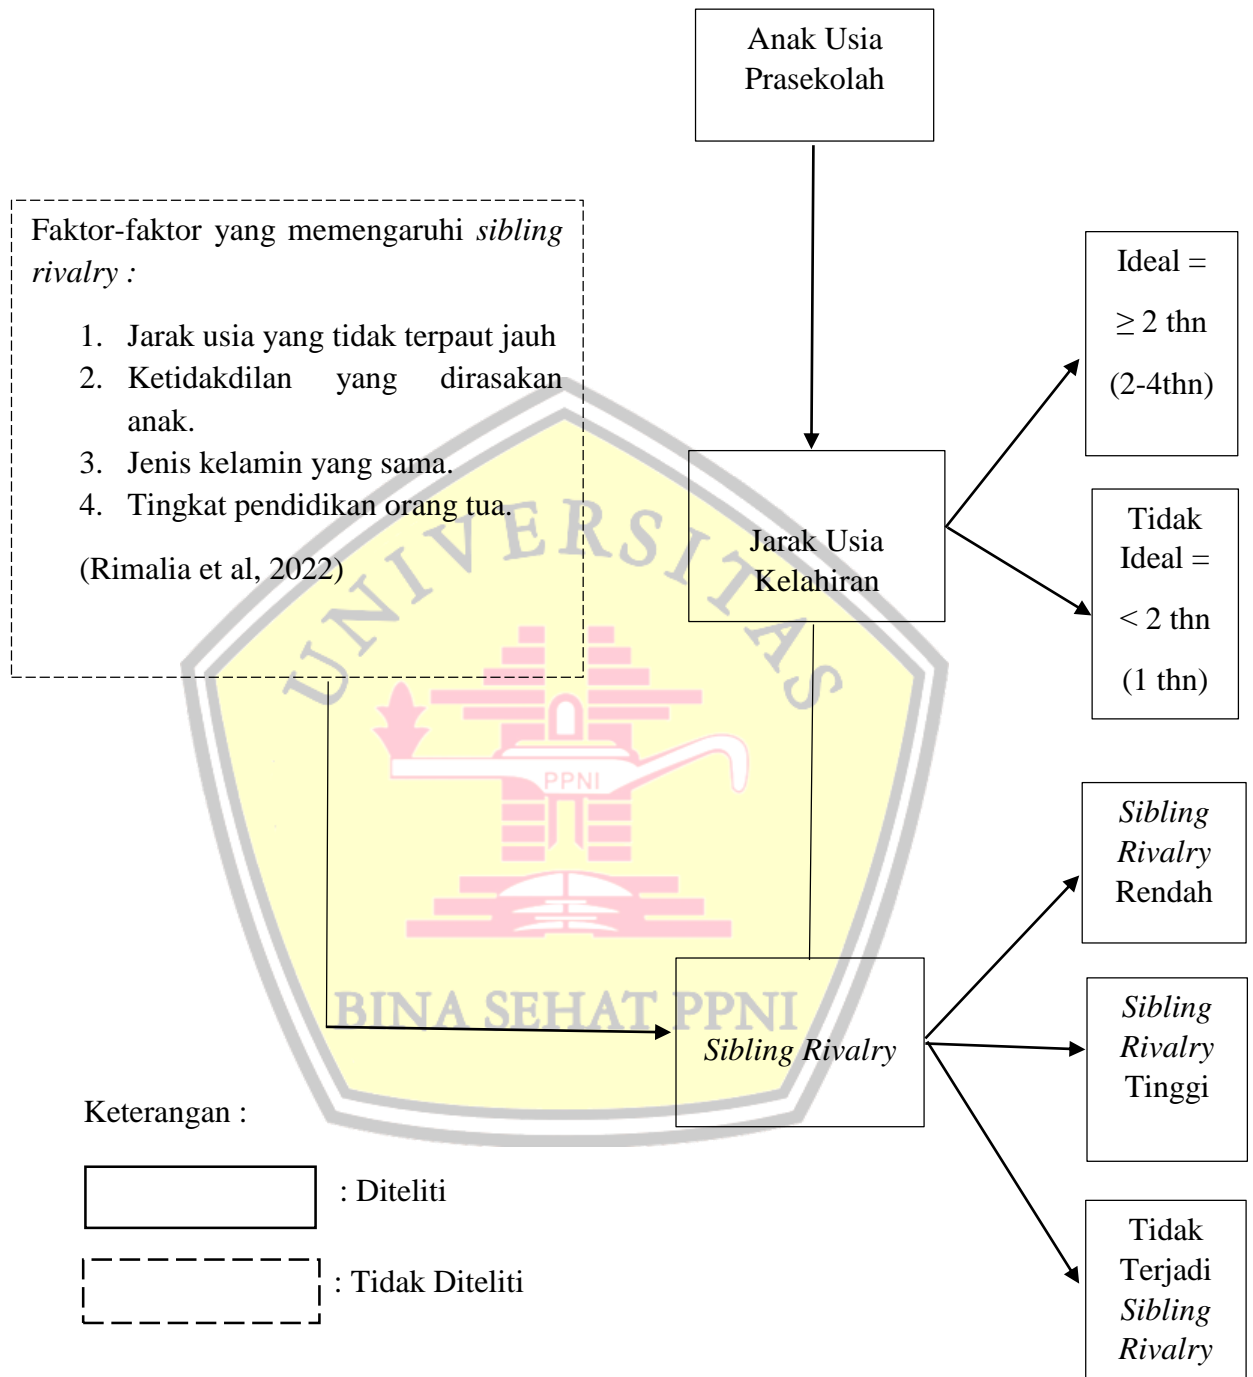 Anak Usia
Prasekolah
Faktor-faktor yang memengaruhi sibling
rivalry :
1. Jarak usia yang tidak terpaut jauh
2. Ketidakdilan yang dirasakan
anak.
3. Jenis kelamin yang sama.
4. Tingkat pendidikan orang tua.
(Rimalia et al, 2022)
Ideal =
≥ 2 thn
(2-4thn)
Jarak Usia
Kelahiran
Tidak
Ideal =
< 2 thn
(1 thn)
UNIVERSITAS
PPNI
BINA SEHAT PPNI
Sibling
Rivalry
Rendah
Sibling Rivalry
Sibling
Rivalry
Tinggi
Tidak
Terjadi
Sibling
Rivalry
Keterangan :
: Diteliti
: Tidak Diteliti